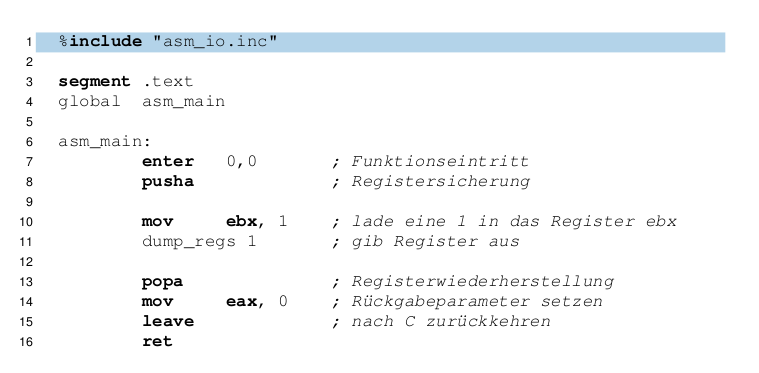 1 %include "asm_io.inc"
2
3 segment .text
4 global asm_main
5
6 asm_main:
7 enter 0,0 ; Funktionseintritt
8 pusha ; Registersicherung
9
10 mov ebx, 1 ; lade eine 1 in das Register ebx
11 dump_regs 1 ; gib Register aus
12
13 popa ; Registerwiederherstellung
14 mov eax, 0 ; Rückgabeparameter setzen
15 leave ; nach C zurückkehren
16 ret